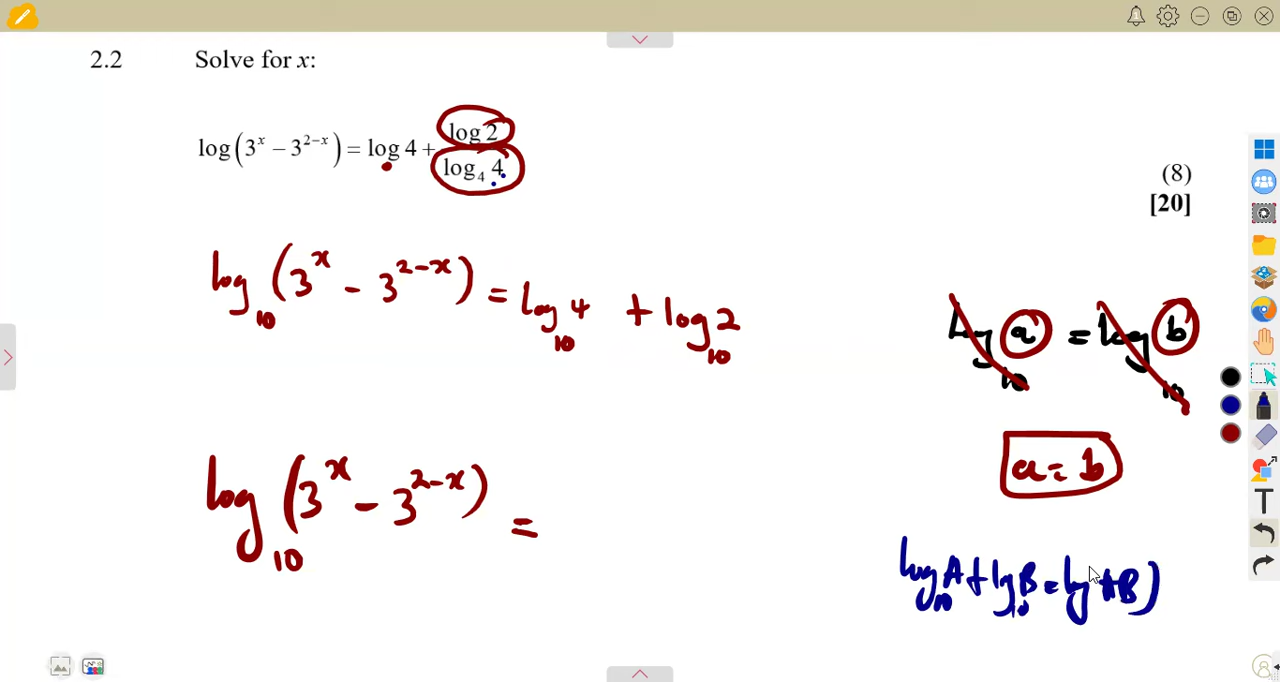 2.2 Solve for x:
log(3^x − 3^(2−x)) = log 4 + log 2 / log_4 4
(8)
[20]
log_10 (3^x − 3^(2−x)) = log_10 4 + log_10 2
log_10 a = log_10 b
a = b
log_10 (3^x − 3^(2−x)) =
log_10 A + log_10 B = log(AB)
T